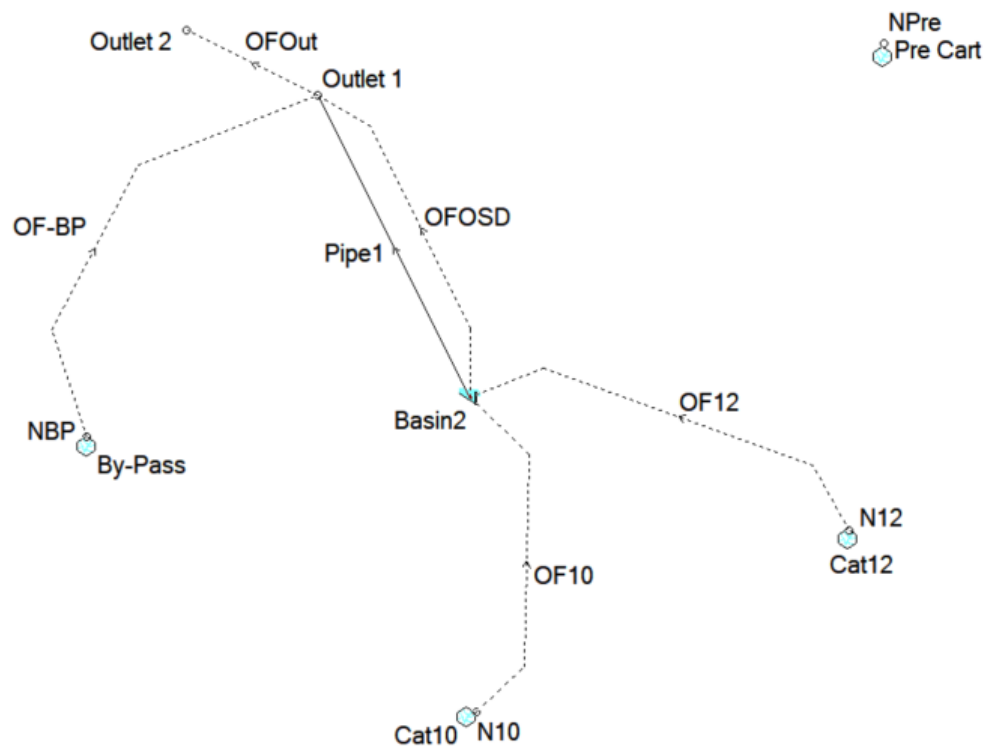 NPre
Pre Cart
Outlet 2
OFOut
Outlet 1
OF-BP
OFOSD
Pipe1
NBP
By-Pass
Basin2
OF12
N12
Cat12
OF10
Cat10
N10